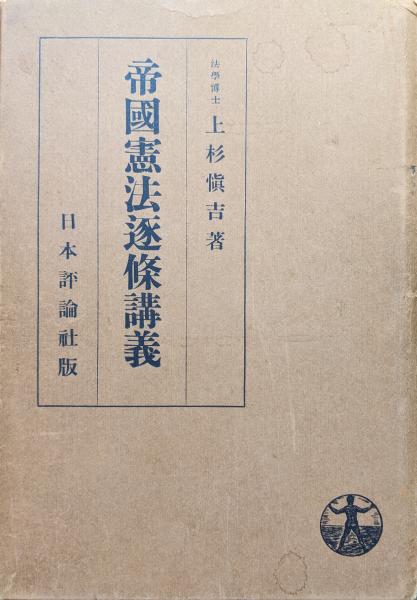 法學博士 上杉愼吉著
帝國憲法逐條講義
日本評論社版